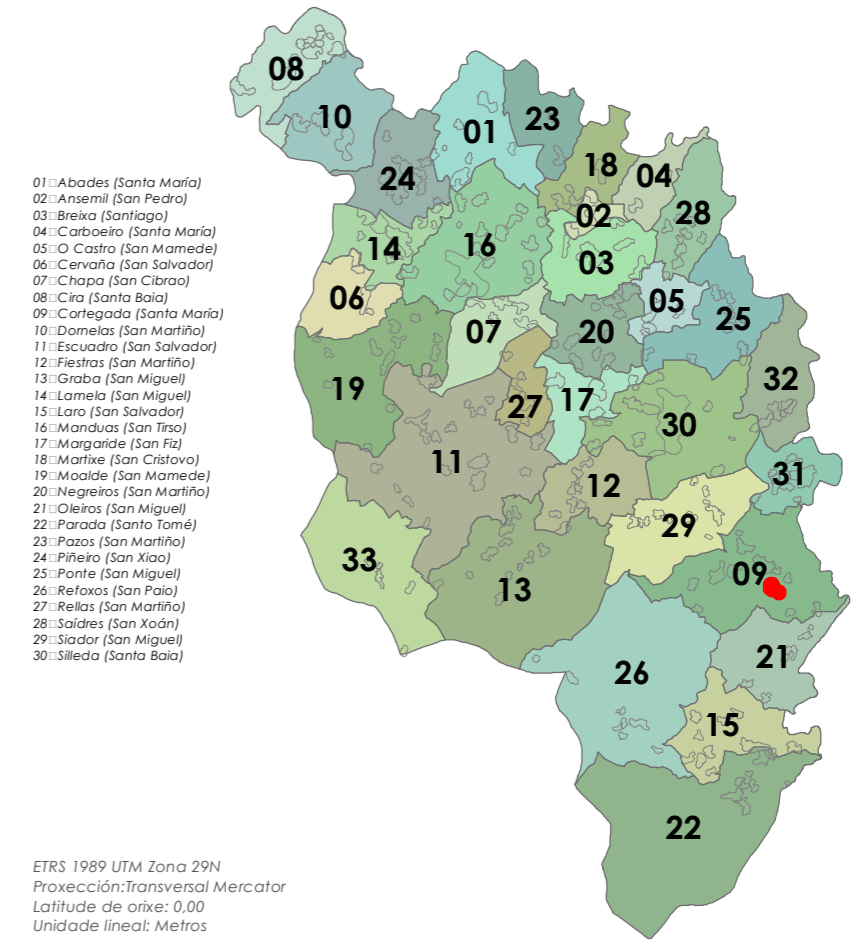 08
10
01
23
24
18
04
02
28
14
16
03
06
05
07
20
25
19
32
27
17
30
11
12
31
29
33
13
09
26
21
15
22
01□Abades (Santa María)
02□Ansemil (San Pedro)
03□Breixa (Santiago)
04□Carboeiro (Santa María)
05□O Castro (San Mamede)
06□Cervaña (San Salvador)
07□Chapa (San Cibrao)
08□Cira (Santa Baia)
09□Cortegada (Santa María)
10□Dornelas (San Martiño)
11□Escuadro (San Salvador)
12□Fiestras (San Martiño)
13□Graba (San Miguel)
14□Lamela (San Miguel)
15□Laro (San Salvador)
16□Manduas (San Tirso)
17□Margaride (San Fiz)
18□Martixe (San Cristovo)
19□Moalde (San Mamede)
20□Negreiros (San Martiño)
21□Oleiros (San Miguel)
22□Parada (Santo Tomé)
23□Pazos (San Martiño)
24□Piñeiro (San Xiao)
25□Ponte (San Miguel)
26□Refoxos (San Paio)
27□Rellas (San Martiño)
28□Saídres (San Xoán)
29□Siador (San Miguel)
30□Silleda (Santa Baia)
ETRS 1989 UTM Zona 29N
Proxección:Transversal Mercator
Latitude de orixe: 0,00
Unidade lineal: Metros